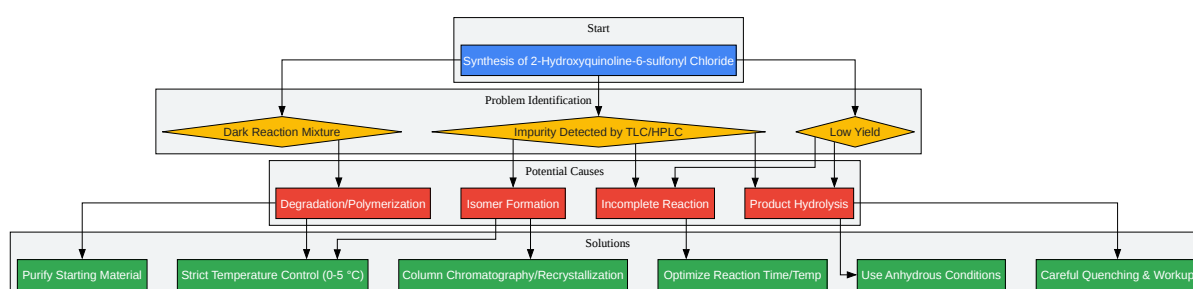 Start
Synthesis of 2-Hydroxyquinoline-6-sulfonyl Chloride
Problem Identification
Dark Reaction Mixture
Impurity Detected by TLC/HPLC
Low Yield
Potential Causes
Degradation/Polymerization
Isomer Formation
Incomplete Reaction
Product Hydrolysis
Solutions
Purify Starting Material
Strict Temperature Control (0-5 °C)
Column Chromatography/Recrystallization
Optimize Reaction Time/Temp
Use Anhydrous Conditions
Careful Quenching & Workup